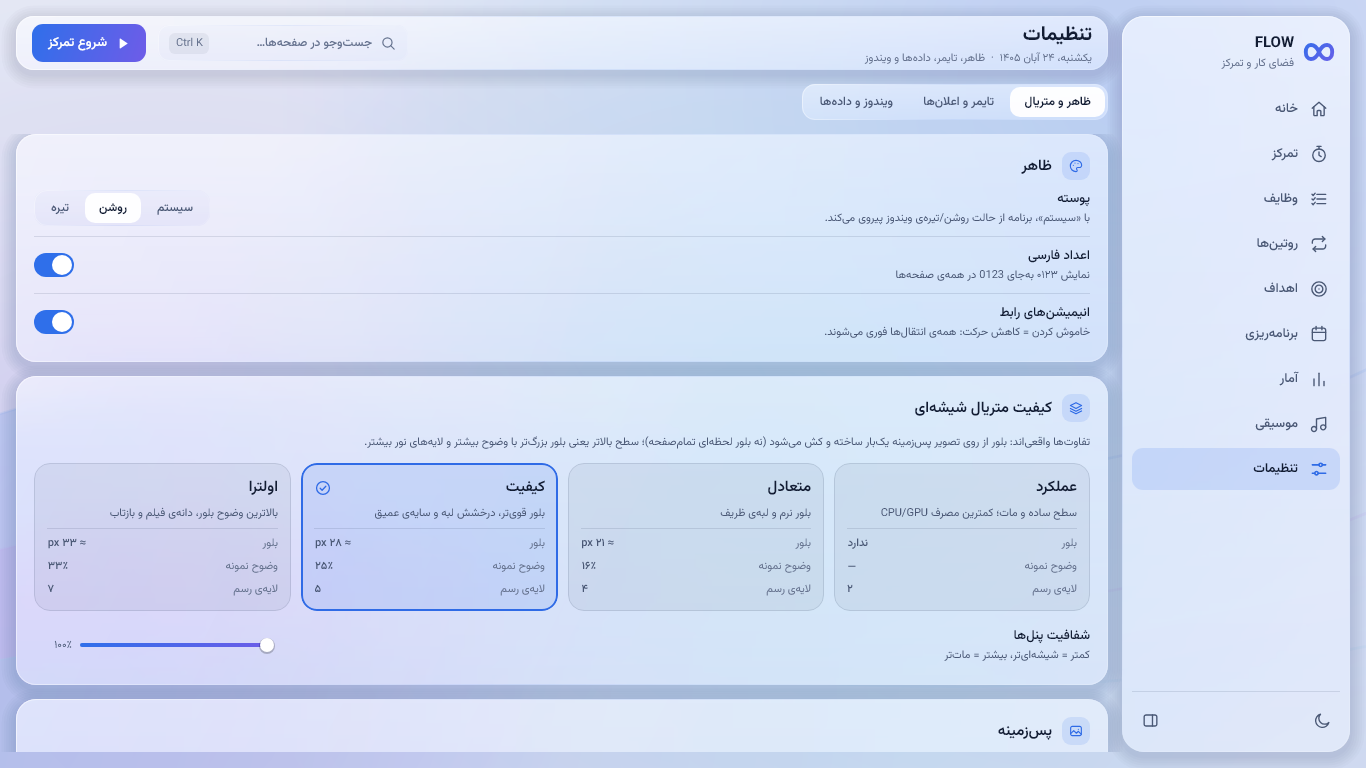 FLOW
فضای کار و تمرکز
خانه
تمرکز
وظایف
روتین‌ها
اهداف
برنامه‌ریزی
آمار
موسیقی
تنظیمات
تنظیمات
یکشنبه، ۲۴ آبان ۱۴۰۵ · ظاهر، تایمر، داده‌ها و ویندوز
جست‌وجو در صفحه‌ها… Ctrl K
شروع تمرکز
ظاهر و متریال تایمر و اعلان‌ها ویندوز و داده‌ها
ظاهر
پوسته
با «سیستم»، برنامه از حالت روشن/تیره‌ی ویندوز پیروی می‌کند.
سیستم روشن تیره
اعداد فارسی
نمایش ۰۱۲۳ به‌جای 0123 در همه‌ی صفحه‌ها
انیمیشن‌های رابط
خاموش کردن = کاهش حرکت: همه‌ی انتقال‌ها فوری می‌شوند.
کیفیت متریال شیشه‌ای
تفاوت‌ها واقعی‌اند: بلور از روی تصویر پس‌زمینه یک‌بار ساخته و کش می‌شود (نه بلور لحظه‌ای تمام‌صفحه)؛ سطح بالاتر یعنی بلور بزرگ‌تر با وضوح بیشتر و لایه‌های نور بیشتر.
عملکرد
سطح ساده و مات؛ کمترین مصرف CPU/GPU
بلور ندارد
وضوح نمونه —
لایه‌ی رسم ۲
متعادل
بلور نرم و لبه‌ی ظریف
بلور ≈ ۲۱ px
وضوح نمونه ۱۶٪
لایه‌ی رسم ۴
کیفیت
بلور قوی‌تر، درخشش لبه و سایه‌ی عمیق
بلور ≈ ۲۸ px
وضوح نمونه ۲۵٪
لایه‌ی رسم ۵
اولترا
بالاترین وضوح بلور، دانه‌ی فیلم و بازتاب
بلور ≈ ۳۳ px
وضوح نمونه ۳۳٪
لایه‌ی رسم ۷
شفافیت پنل‌ها
کمتر = شیشه‌ای‌تر، بیشتر = مات‌تر
۱۰۰٪
پس‌زمینه